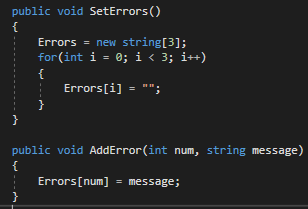 public void SetErrors()
{
Errors = new string[3];
for(int i = 0; i < 3; i++)
{
Errors[i] = "";
}
}
public void AddError(int num, string message)
{
Errors[num] = message;
}